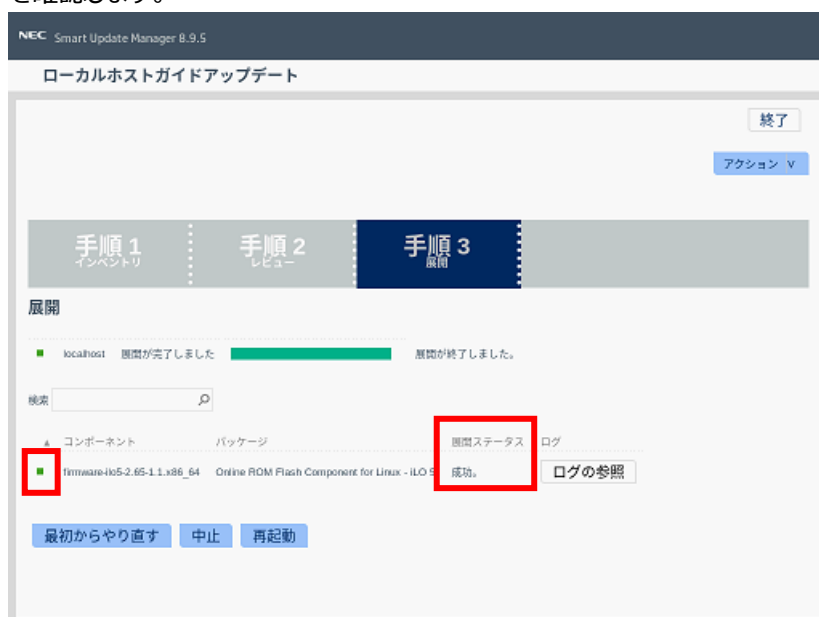 を確認します。
NEC Smart Update Manager 8.9.5
ローカルホストガイドアップデート
終了
アクション ∨
手順 1
インベントリ
手順 2
レビュー
手順 3
展開
展開
localhost 展開が完了しました 展開が終了しました。
検索
▲ コンポーネント パッケージ 展開ステータス ログ
firmware-ilo5-2.65-1.1.x86_64 Online ROM Flash Component for Linux - iLO 5 成功。 ログの参照
最初からやり直す 中止 再起動